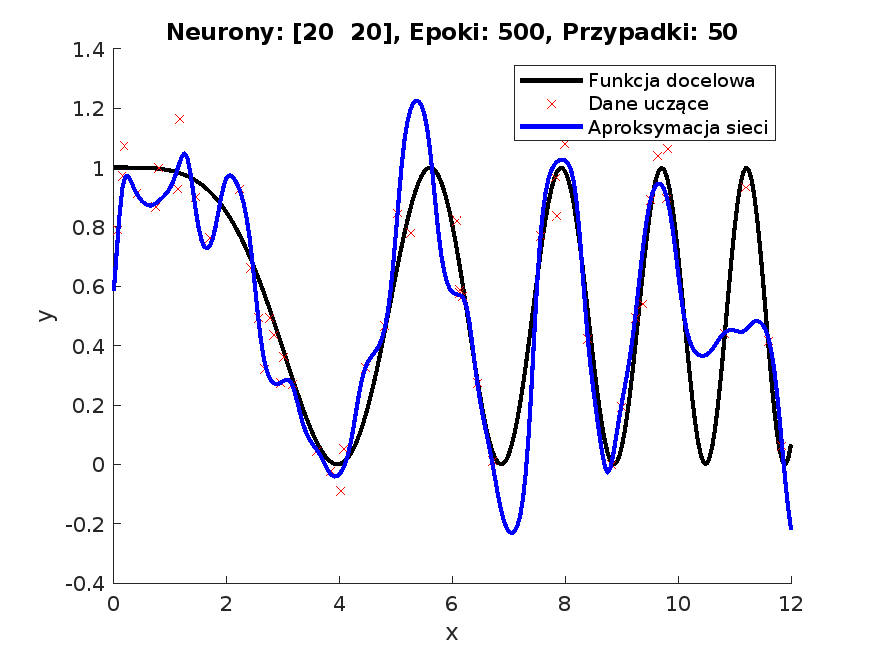 Neurony: [20  20], Epoki: 500, Przypadki: 50
1.4
1.2
1
0.8
0.6
0.4
0.2
0
-0.2
-0.4
y
Funkcja docelowa
Dane uczące
Aproksymacja sieci
0 2 4 6 8 10 12
x